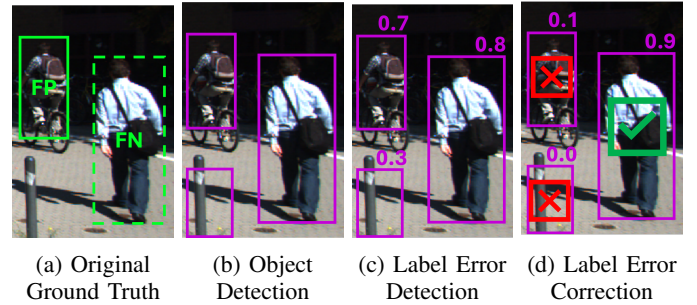 FP
FN
0.7
0.8
0.3
0.1
0.9
0.0
(a) Original
Ground Truth
(b) Object
Detection
(c) Label Error
Detection
(d) Label Error
Correction